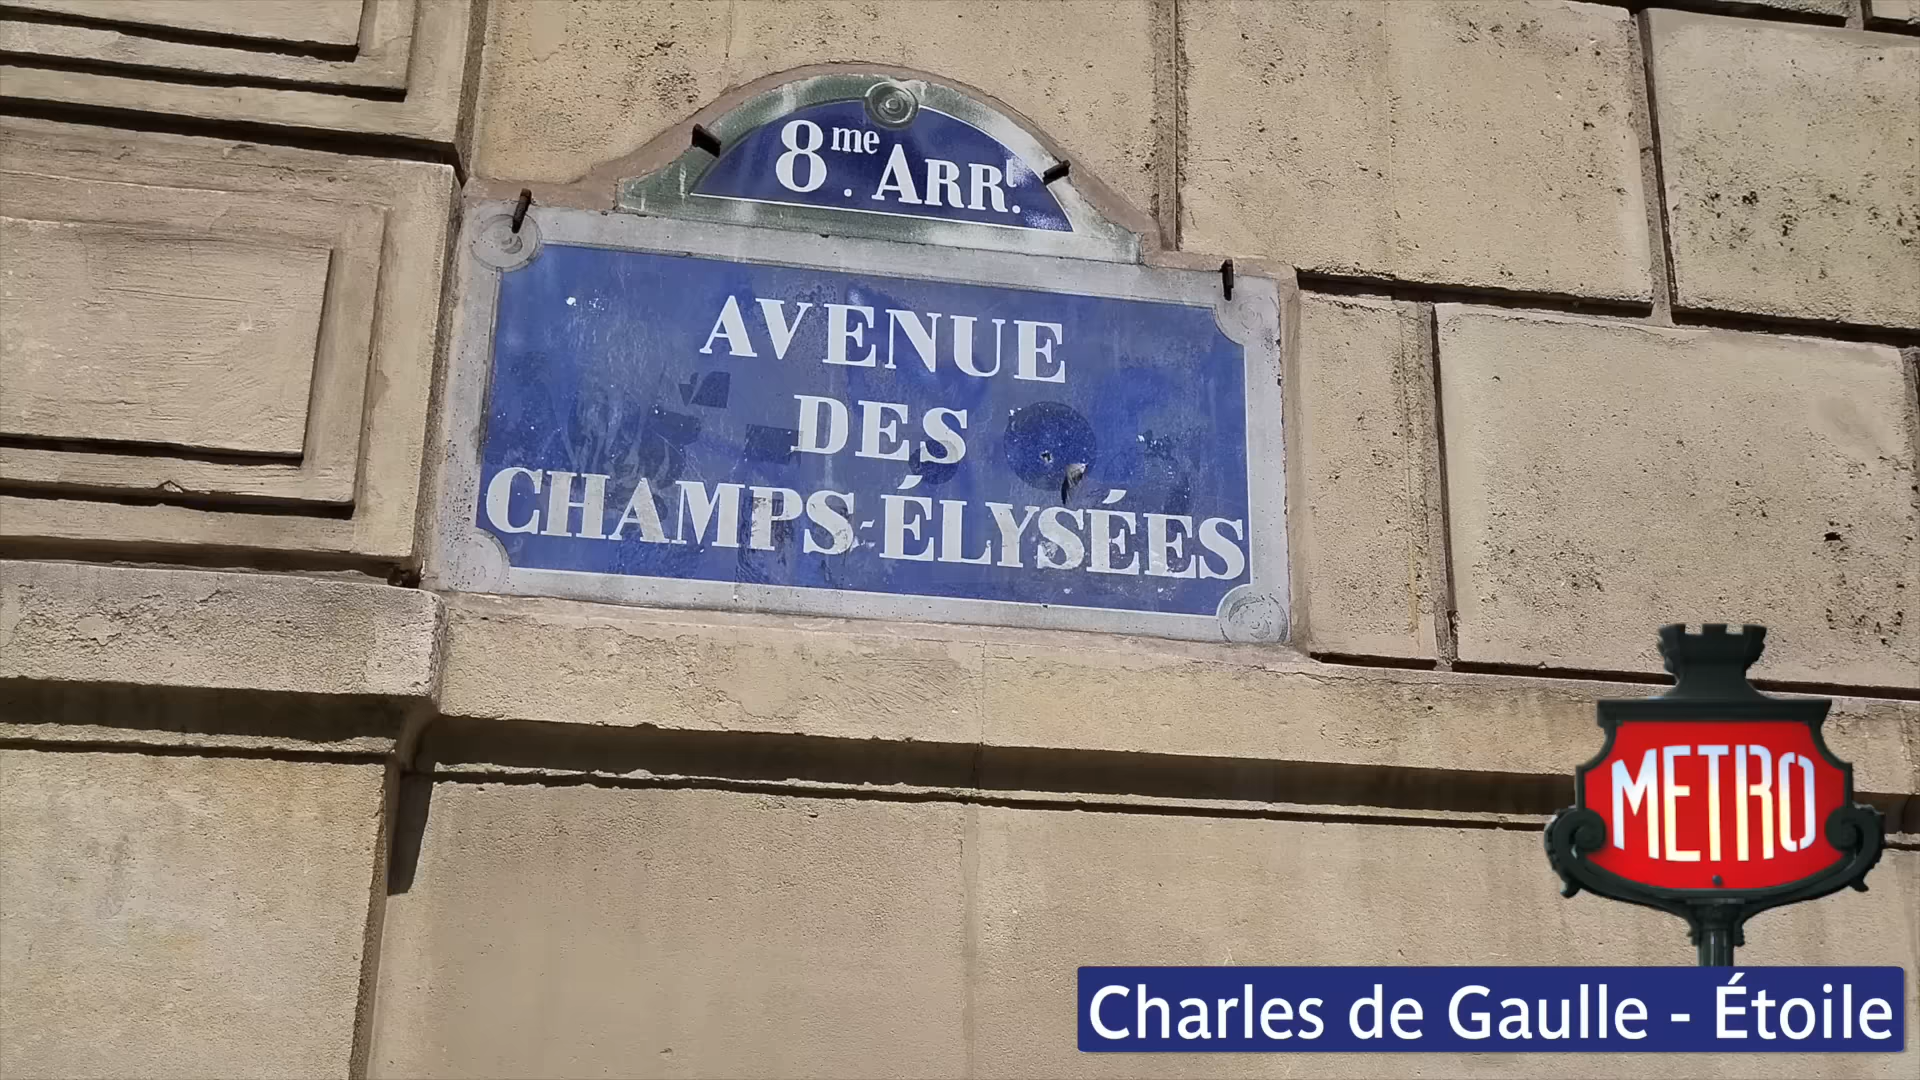 8me. ARRt.
AVENUE
DES
CHAMPS-ÉLYSÉES
METRO
Charles de Gaulle - Étoile